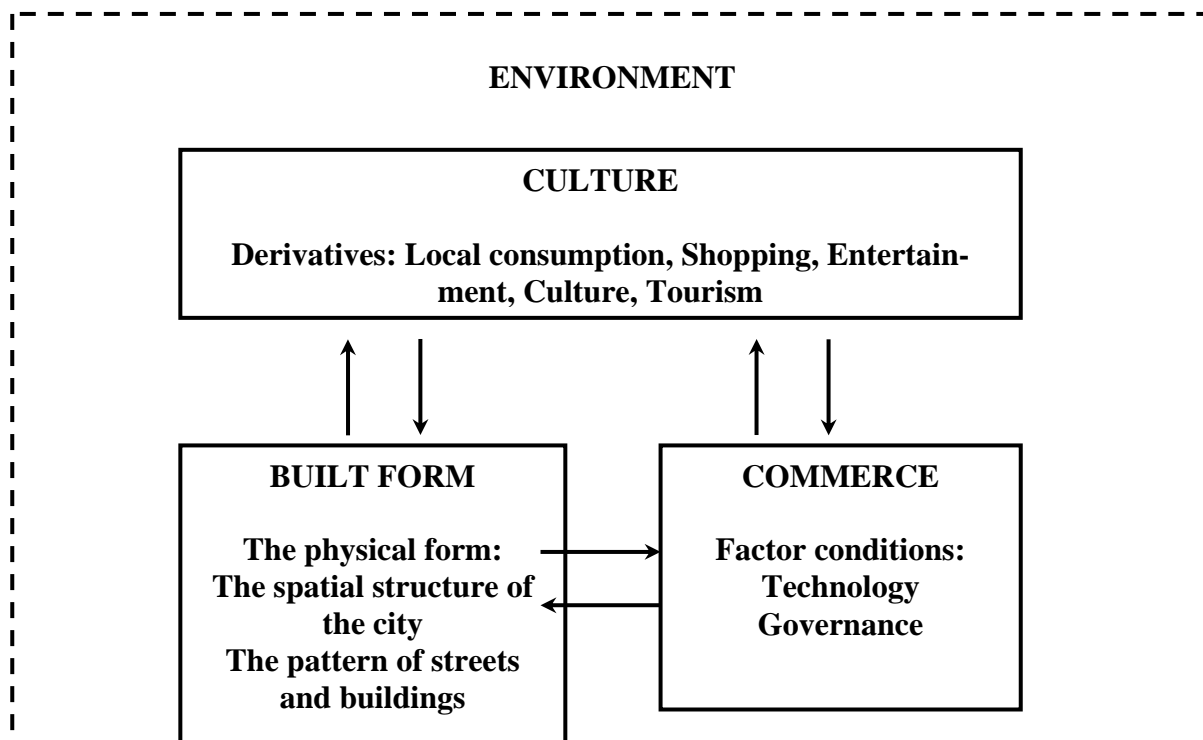 ENVIRONMENT
CULTURE
Derivatives: Local consumption, Shopping, Entertain-
ment, Culture, Tourism
BUILT FORM
The physical form:
The spatial structure of
the city
The pattern of streets
and buildings
COMMERCE
Factor conditions:
Technology
Governance